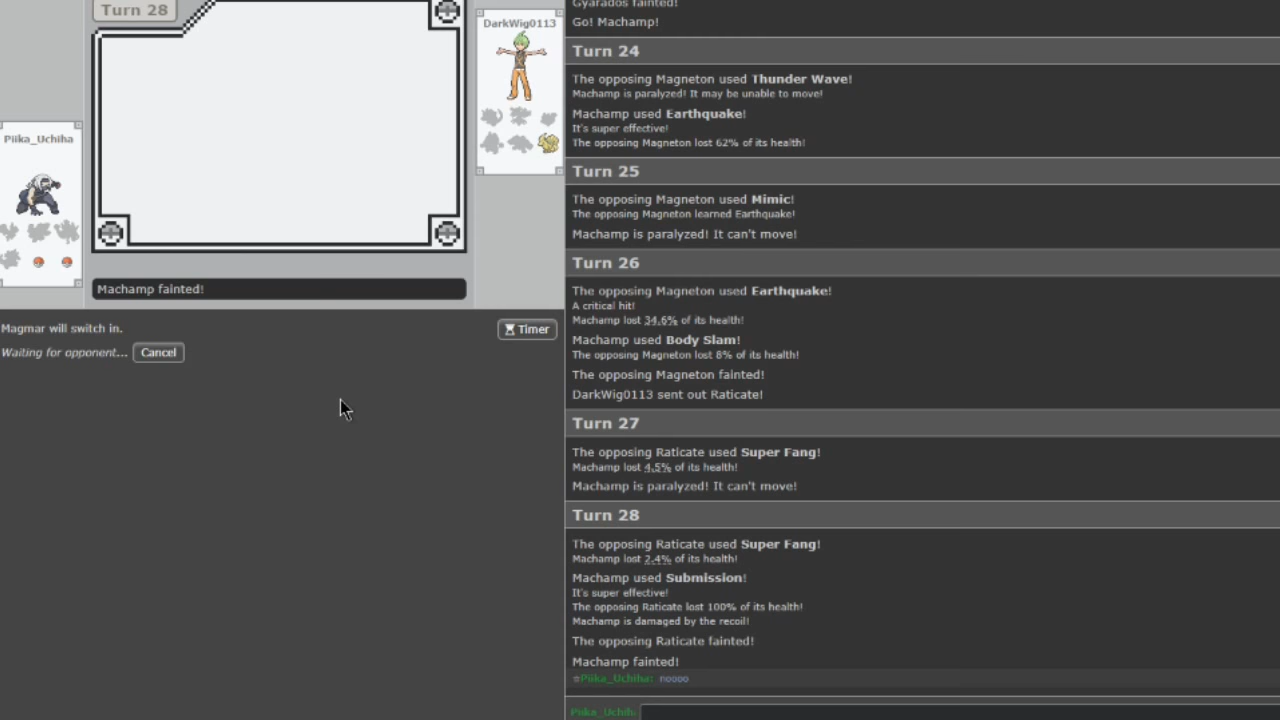 Turn 28
DarkWig0113
Piika_Uchiha
Machamp fainted!
Magmar will switch in.
Timer
Waiting for opponent... Cancel
Gyarados fainted!
Go! Machamp!
Turn 24
The opposing Magneton used Thunder Wave!
Machamp is paralyzed! It may be unable to move!
Machamp used Earthquake!
It's super effective!
The opposing Magneton lost 62% of its health!
Turn 25
The opposing Magneton used Mimic!
The opposing Magneton learned Earthquake!
Machamp is paralyzed! It can't move!
Turn 26
The opposing Magneton used Earthquake!
A critical hit!
Machamp lost 34.6% of its health!
Machamp used Body Slam!
The opposing Magneton lost 8% of its health!
The opposing Magneton fainted!
DarkWig0113 sent out Raticate!
Turn 27
The opposing Raticate used Super Fang!
Machamp lost 4.5% of its health!
Machamp is paralyzed! It can't move!
Turn 28
The opposing Raticate used Super Fang!
Machamp lost 2.4% of its health!
Machamp used Submission!
It's super effective!
The opposing Raticate lost 100% of its health!
Machamp is damaged by the recoil!
The opposing Raticate fainted!
Machamp fainted!
☆Piika_Uchiha: noooo
Piika_Uchih: